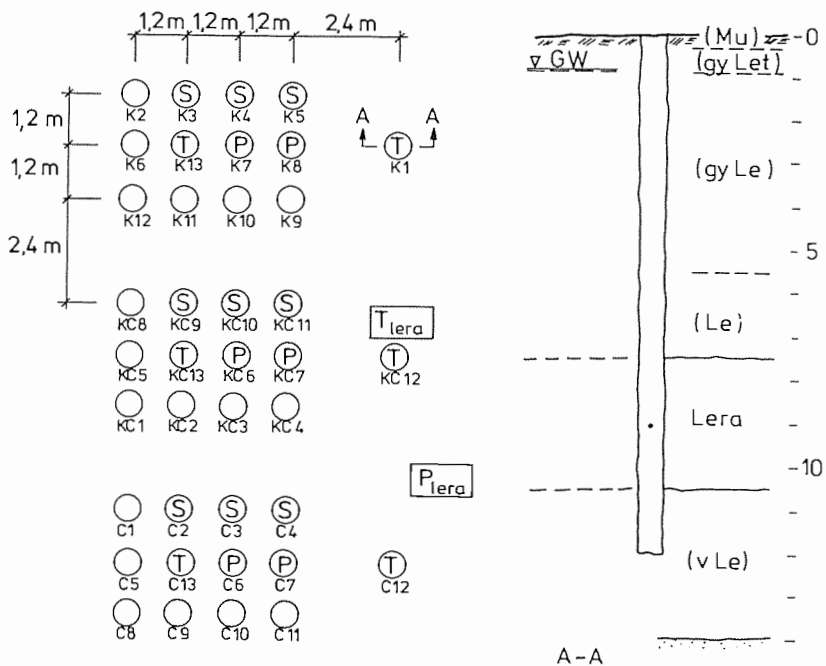 1,2m 1,2m 1,2m 2,4 m
1,2 m
1,2 m
2,4 m
S S S
K2 K3 K4 K5
T P P
K6 K13 K7 K8
A A
T
K1
K12 K11 K10 K9
S S S
KC8 KC9 KC10 KC11
T P P
KC5 KC13 KC6 KC7
T lera
T
KC12
KC1 KC2 KC3 KC4
P lera
S S S
C1 C2 C3 C4
T P P
C5 C13 C6 C7
T
C12
C8 C9 C10 C11
(Mu) 0
GW (gy Let)
(gy Le)
5
(Le)
Lera
10
(v Le)
A-A